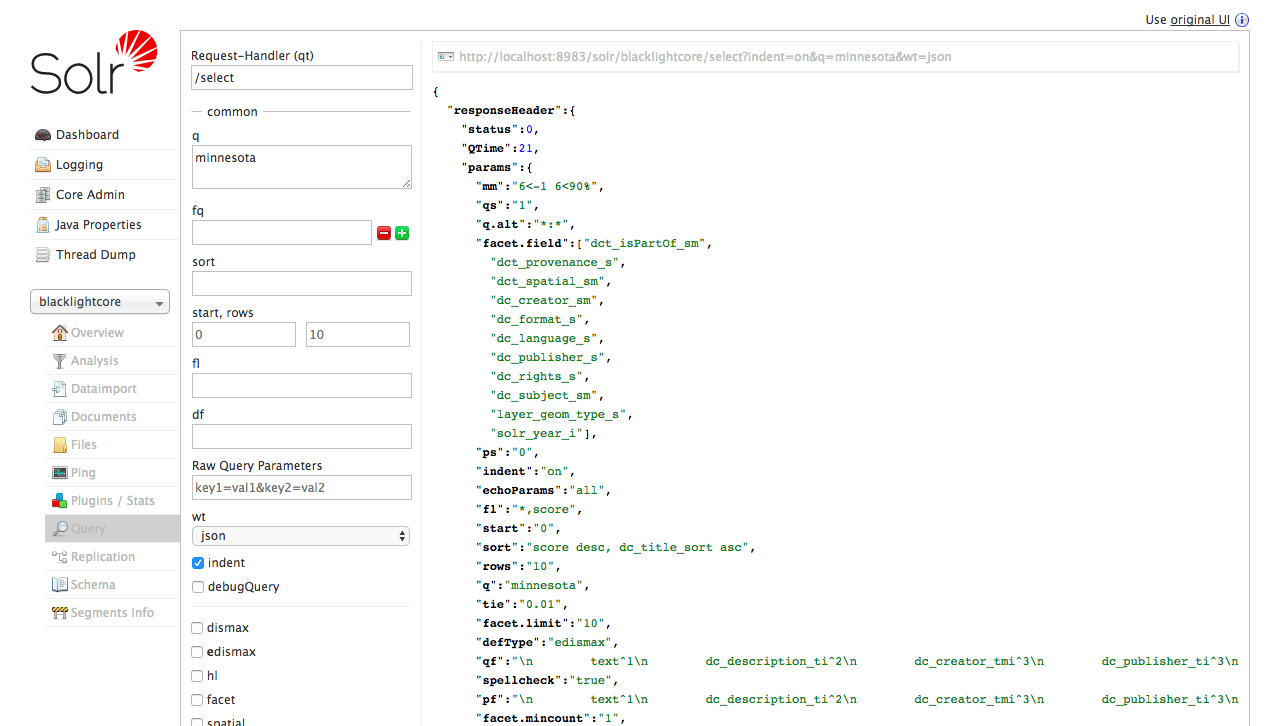 Use original UI
Solr
Dashboard
Logging
Core Admin
Java Properties
Thread Dump
blacklightcore
Overview
Analysis
Dataimport
Documents
Files
Ping
Plugins / Stats
Query
Replication
Schema
Segments info
Request-Handler (qt)
/select
common
q
minnesota
fq
sort
start, rows
0 10
fl
df
Raw Query Parameters
key1=val1&key2=val2
wt
json
indent
debugQuery
dismax
edismax
hl
facet
spatial
http://localhost:8983/solr/blacklightcore/select?indent=on&q=minnesota&wt=json
{
"responseHeader":{
"status":0,
"QTime":21,
"params":{
"mm":"6<-1 6<90%",
"qs":"1",
"q.alt":"*:*",
"facet.field":["dct_isPartOf_sm",
"dct_provenance_s",
"dct_spatial_sm",
"dc_creator_sm",
"dc_format_s",
"dc_language_s",
"dc_publisher_s",
"dc_rights_s",
"dc_subject_sm",
"layer_geom_type_s",
"solr_year_i"],
"ps":"0",
"indent":"on",
"echoParams":"all",
"fl":"*,score",
"start":"0",
"sort":"score desc, dc_title_sort asc",
"rows":"10",
"q":"minnesota",
"tie":"0.01",
"facet.limit":"10",
"defType":"edismax",
"qf":"\n text^1\n dc_description_ti^2\n dc_creator_tmi^3\n dc_publisher_ti^3\n
"spellcheck":"true",
"pf":"\n text^1\n dc_description_ti^2\n dc_creator_tmi^3\n dc_publisher_ti^3\n
"facet.mincount":"1",